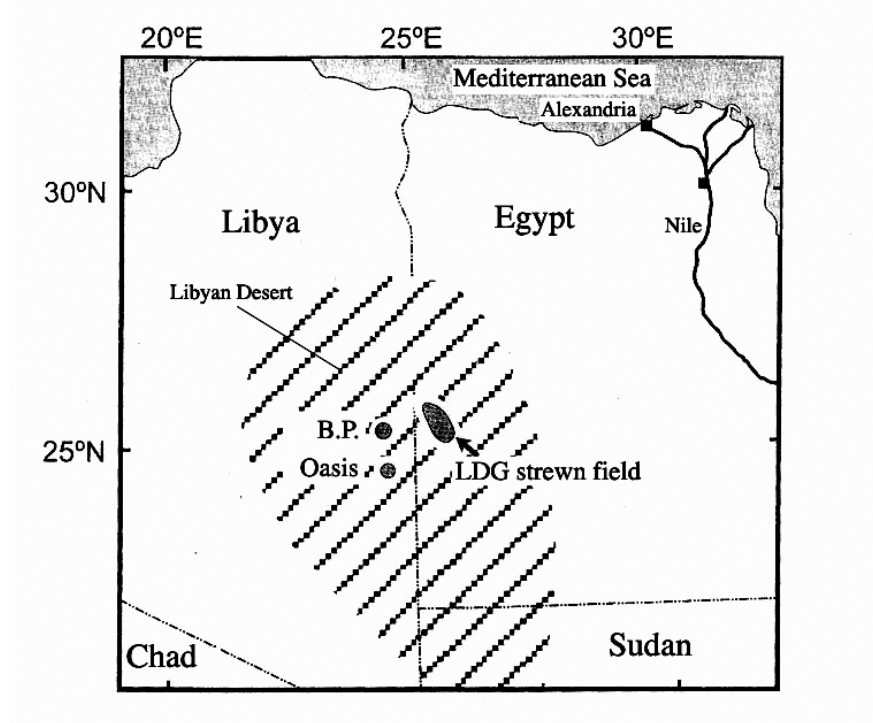 20ºE 25ºE 30ºE
Mediterranean Sea
Alexandria
30ºN
Libya
Egypt
Nile
Libyan Desert
B.P.
25ºN
Oasis
LDG strewn field
Chad
Sudan